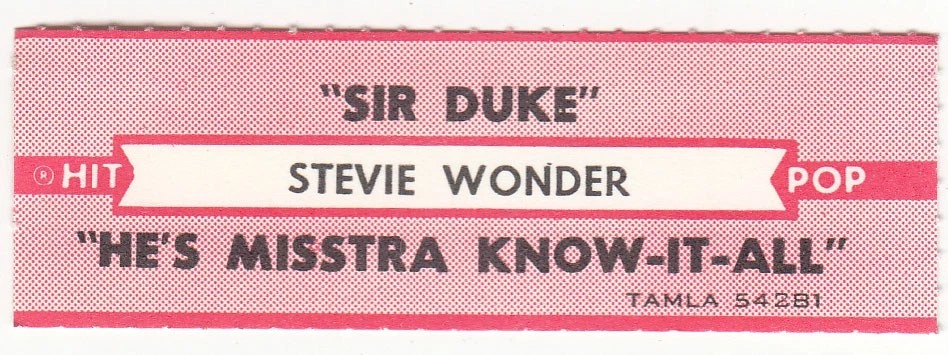 "SIR DUKE"
® HIT STEVIE WONDER POP
"HE'S MISSTRA KNOW-IT-ALL"
TAMLA 54281